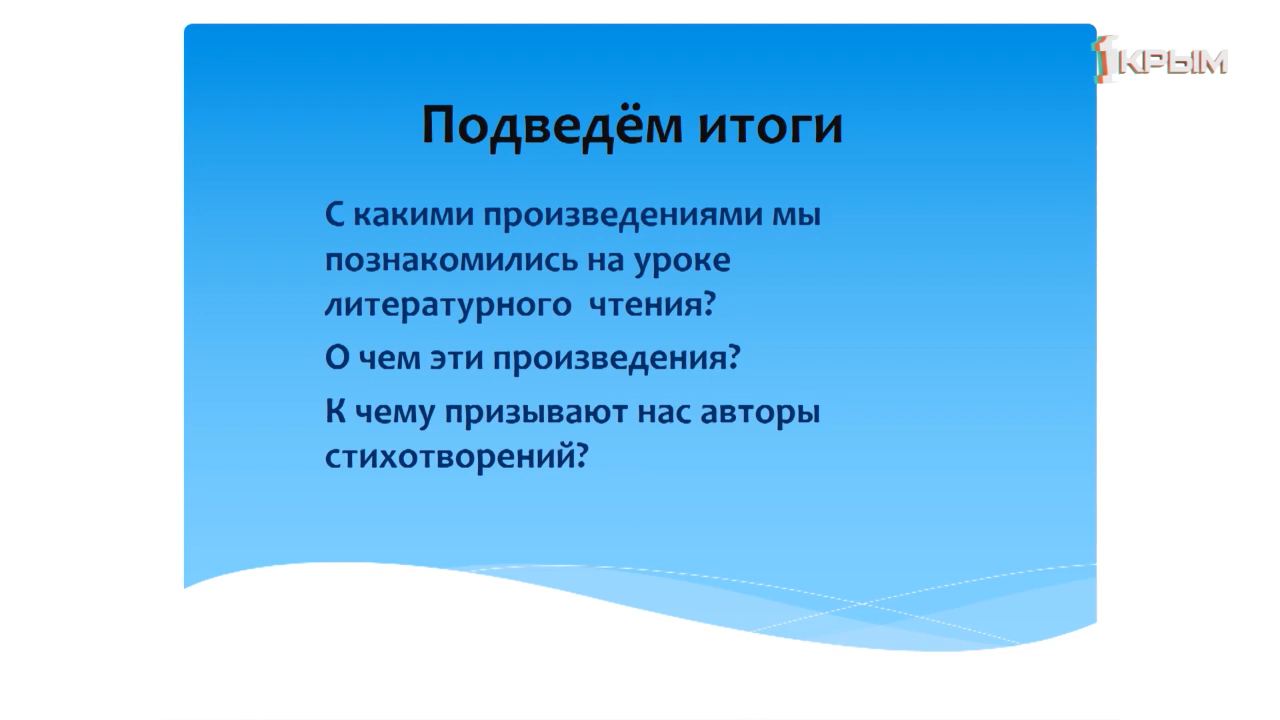 1КРЫМ
Подведём итоги
С какими произведениями мы
познакомились на уроке
литературного чтения?
О чем эти произведения?
К чему призывают нас авторы
стихотворений?